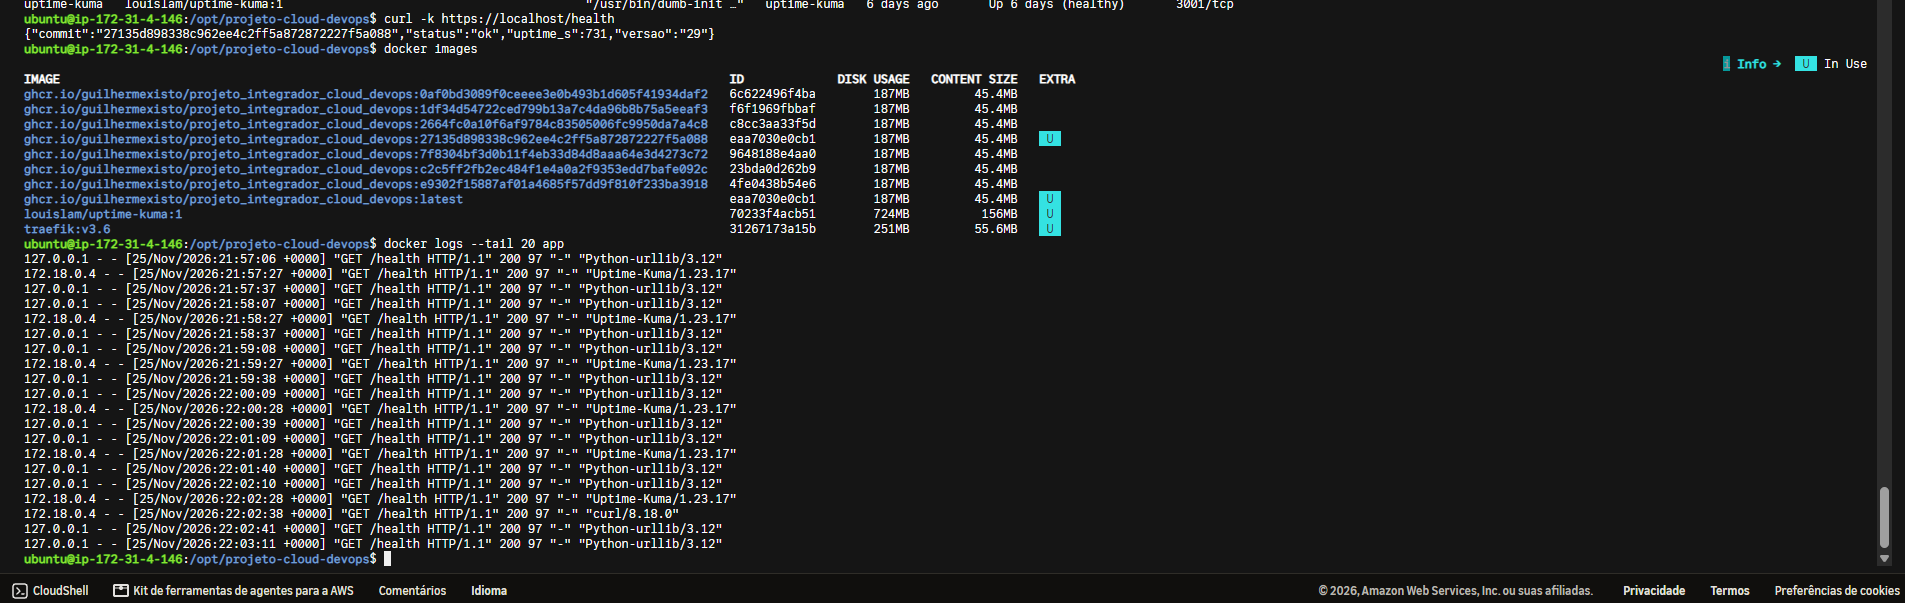 uptime-kuma   louislam/uptime-kuma:1   "/usr/bin/dumb-init …"   uptime-kuma   6 days ago   Up 6 days (healthy)   3001/tcp
ubuntu@ip-172-31-4-146:/opt/projeto-cloud-devops$ curl -k https://localhost/health
{"commit":"27135d898338c962ee4c2ff5a872872227f5a088","status":"ok","uptime_s":731,"versao":"29"}
ubuntu@ip-172-31-4-146:/opt/projeto-cloud-devops$ docker images
i Info → U In Use
IMAGE   ID   DISK USAGE   CONTENT SIZE   EXTRA
ghcr.io/guilhermexisto/projeto_integrador_cloud_devops:0af0bd3089f0ceeee3e0b493b1d605f41934daf2   6c622496f4ba   187MB   45.4MB
ghcr.io/guilhermexisto/projeto_integrador_cloud_devops:1df34d54722ced799b13a7c4da96b8b75a5eeaf3   f6f1969fbbaf   187MB   45.4MB
ghcr.io/guilhermexisto/projeto_integrador_cloud_devops:2664fc0a10f6af9784c83505006fc9950da7a4c8   c8cc3aa33f5d   187MB   45.4MB
ghcr.io/guilhermexisto/projeto_integrador_cloud_devops:27135d898338c962ee4c2ff5a872872227f5a088   eaa7030e0cb1   187MB   45.4MB   U
ghcr.io/guilhermexisto/projeto_integrador_cloud_devops:7f8304bf3d0b11f4eb33d84d8aaa64e3d4273c72   9648188e4aa0   187MB   45.4MB
ghcr.io/guilhermexisto/projeto_integrador_cloud_devops:c2c5ff2fb2ec484f1e4a0a2f9353edd7bafe092c   23bda0d262b9   187MB   45.4MB
ghcr.io/guilhermexisto/projeto_integrador_cloud_devops:e9302f15887af01a4685f57dd9f810f233ba3918   4fe0438b54e6   187MB   45.4MB
ghcr.io/guilhermexisto/projeto_integrador_cloud_devops:latest   eaa7030e0cb1   187MB   45.4MB   U
louislam/uptime-kuma:1   70233f4acb51   724MB   156MB   U
traefik:v3.6   31267173a15b   251MB   55.6MB   U
ubuntu@ip-172-31-4-146:/opt/projeto-cloud-devops$ docker logs --tail 20 app
127.0.0.1 - - [25/Nov/2026:21:57:06 +0000] "GET /health HTTP/1.1" 200 97 "-" "Python-urllib/3.12"
172.18.0.4 - - [25/Nov/2026:21:57:27 +0000] "GET /health HTTP/1.1" 200 97 "-" "Uptime-Kuma/1.23.17"
127.0.0.1 - - [25/Nov/2026:21:57:37 +0000] "GET /health HTTP/1.1" 200 97 "-" "Python-urllib/3.12"
127.0.0.1 - - [25/Nov/2026:21:58:07 +0000] "GET /health HTTP/1.1" 200 97 "-" "Python-urllib/3.12"
172.18.0.4 - - [25/Nov/2026:21:58:27 +0000] "GET /health HTTP/1.1" 200 97 "-" "Uptime-Kuma/1.23.17"
127.0.0.1 - - [25/Nov/2026:21:58:37 +0000] "GET /health HTTP/1.1" 200 97 "-" "Python-urllib/3.12"
127.0.0.1 - - [25/Nov/2026:21:59:08 +0000] "GET /health HTTP/1.1" 200 97 "-" "Python-urllib/3.12"
172.18.0.4 - - [25/Nov/2026:21:59:27 +0000] "GET /health HTTP/1.1" 200 97 "-" "Uptime-Kuma/1.23.17"
127.0.0.1 - - [25/Nov/2026:21:59:38 +0000] "GET /health HTTP/1.1" 200 97 "-" "Python-urllib/3.12"
127.0.0.1 - - [25/Nov/2026:22:00:09 +0000] "GET /health HTTP/1.1" 200 97 "-" "Python-urllib/3.12"
172.18.0.4 - - [25/Nov/2026:22:00:28 +0000] "GET /health HTTP/1.1" 200 97 "-" "Uptime-Kuma/1.23.17"
127.0.0.1 - - [25/Nov/2026:22:00:39 +0000] "GET /health HTTP/1.1" 200 97 "-" "Python-urllib/3.12"
127.0.0.1 - - [25/Nov/2026:22:01:09 +0000] "GET /health HTTP/1.1" 200 97 "-" "Python-urllib/3.12"
172.18.0.4 - - [25/Nov/2026:22:01:28 +0000] "GET /health HTTP/1.1" 200 97 "-" "Uptime-Kuma/1.23.17"
127.0.0.1 - - [25/Nov/2026:22:01:40 +0000] "GET /health HTTP/1.1" 200 97 "-" "Python-urllib/3.12"
127.0.0.1 - - [25/Nov/2026:22:02:10 +0000] "GET /health HTTP/1.1" 200 97 "-" "Python-urllib/3.12"
172.18.0.4 - - [25/Nov/2026:22:02:28 +0000] "GET /health HTTP/1.1" 200 97 "-" "Uptime-Kuma/1.23.17"
172.18.0.4 - - [25/Nov/2026:22:02:38 +0000] "GET /health HTTP/1.1" 200 97 "-" "curl/8.18.0"
127.0.0.1 - - [25/Nov/2026:22:02:41 +0000] "GET /health HTTP/1.1" 200 97 "-" "Python-urllib/3.12"
127.0.0.1 - - [25/Nov/2026:22:03:11 +0000] "GET /health HTTP/1.1" 200 97 "-" "Python-urllib/3.12"
ubuntu@ip-172-31-4-146:/opt/projeto-cloud-devops$
CloudShell   Kit de ferramentas de agentes para a AWS   Comentários   Idioma   © 2026, Amazon Web Services, Inc. ou suas afiliadas.   Privacidade   Termos   Preferências de cookies